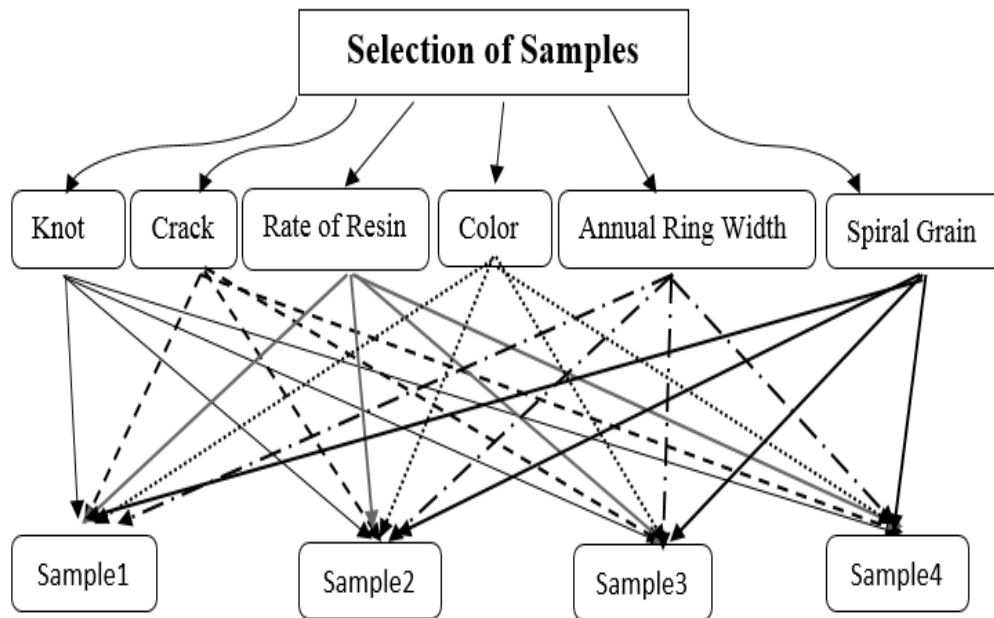 Selection of Samples
Knot
Crack
Rate of Resin
Color
Annual Ring Width
Spiral Grain
Sample1
Sample2
Sample3
Sample4